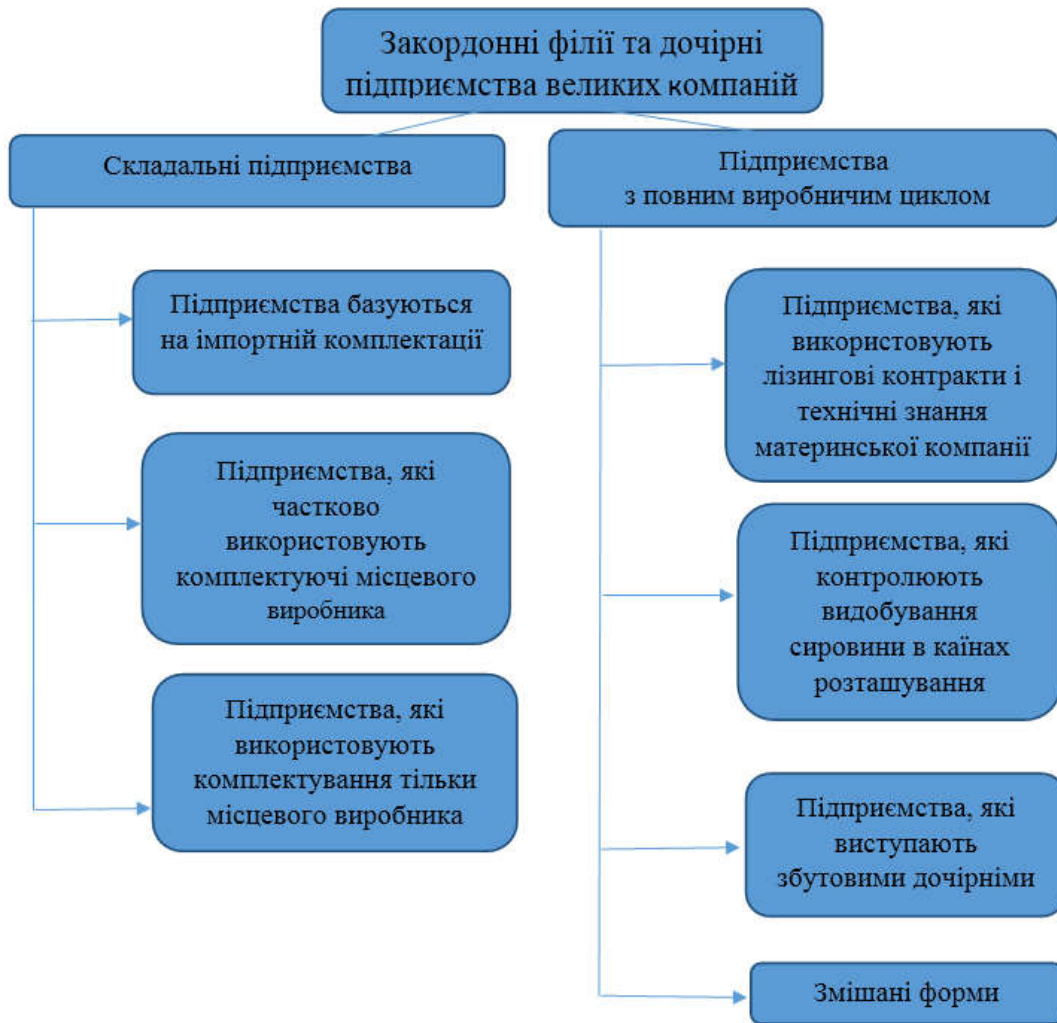 Закордонні філії та дочірні
підприємства великих компаній
Складальні підприємства
Підприємства базуються
на імпортній комплектації
Підприємства, які
частково
використовують
комплектуючі місцевого
виробника
Підприємства, які
використовують
комплектування тільки
місцевого виробника
Підприємства
з повним виробничим циклом
Підприємства, які
використовують
лізингові контракти і
технічні знання
материнської компанії
Підприємства, які
контролюють
видобування
сировини в каїнах
розташування
Підприємства, які
виступають
збутовими дочірніми
Змішані форми